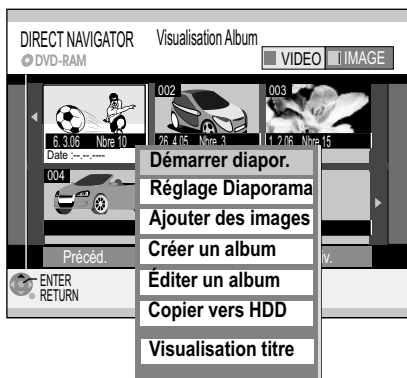 DIRECT NAVIGATOR Visualisation Album
DVD-RAM
VIDEO IMAGE
002 003
6. 3.06 Nbre 10 26. 4.05 Nbre 3 1. 2.06 Nbre 15
Date :--.--.----
004
Démarrer diapor.
Réglage Diaporama
Ajouter des images
Créer un album
Précéd. iv.
Éditer un album
ENTER
RETURN
Copier vers HDD
Visualisation titre